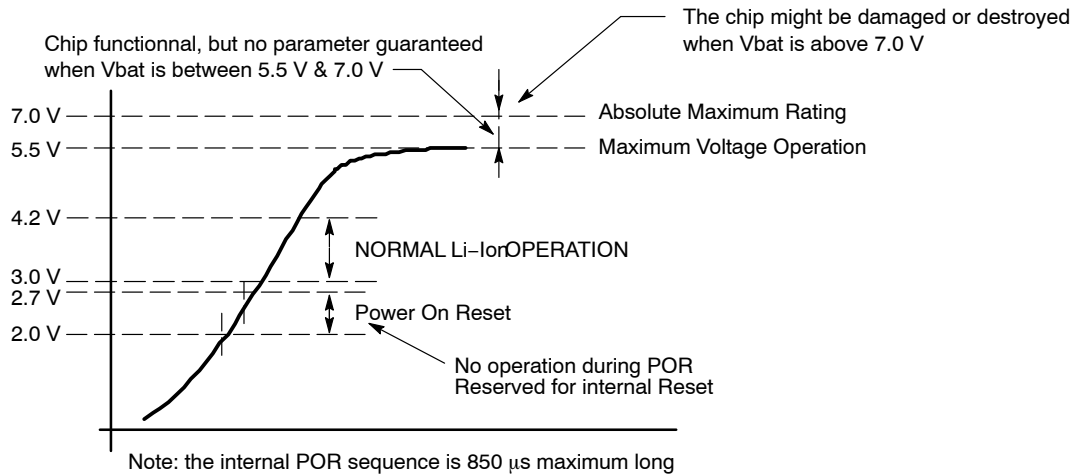 The chip might be damaged or destroyed
when Vbat is above 7.0 V
Chip functionnal, but no parameter guaranteed
when Vbat is between 5.5 V & 7.0 V
7.0 V
Absolute Maximum Rating
5.5 V
Maximum Voltage Operation
4.2 V
NORMAL Li–IonOPERATION
3.0 V
2.7 V
Power On Reset
2.0 V
No operation during POR
Reserved for internal Reset
Note: the internal POR sequence is 850 μs maximum long